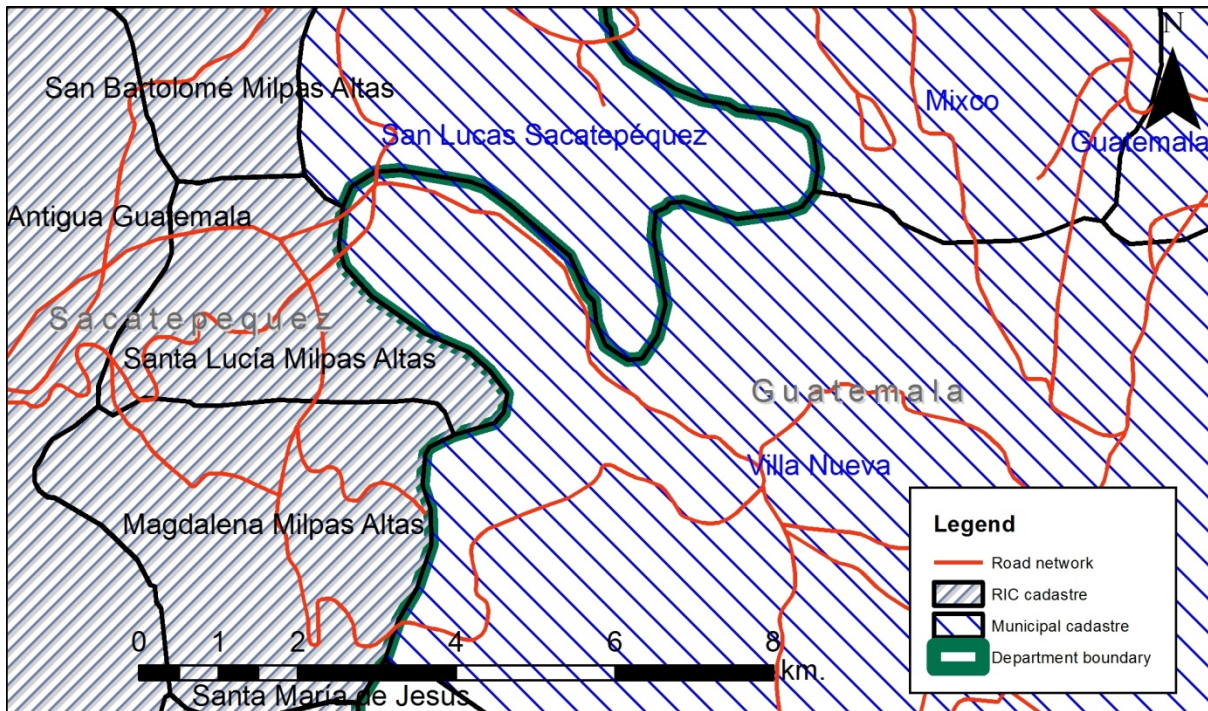 N
San Bartolomé Milpas Altas
Mixco
San Lucas Sacatepéquez
Guatemala
Antigua Guatemala
Sacatepequez
Santa Lucía Milpas Altas
Guatemala
Villa Nueva
Magdalena Milpas Altas
Legend
Road network
RIC cadastre
Municipal cadastre
Department boundary
0 1 2 4 6 8
km.
Santa María de Jesús